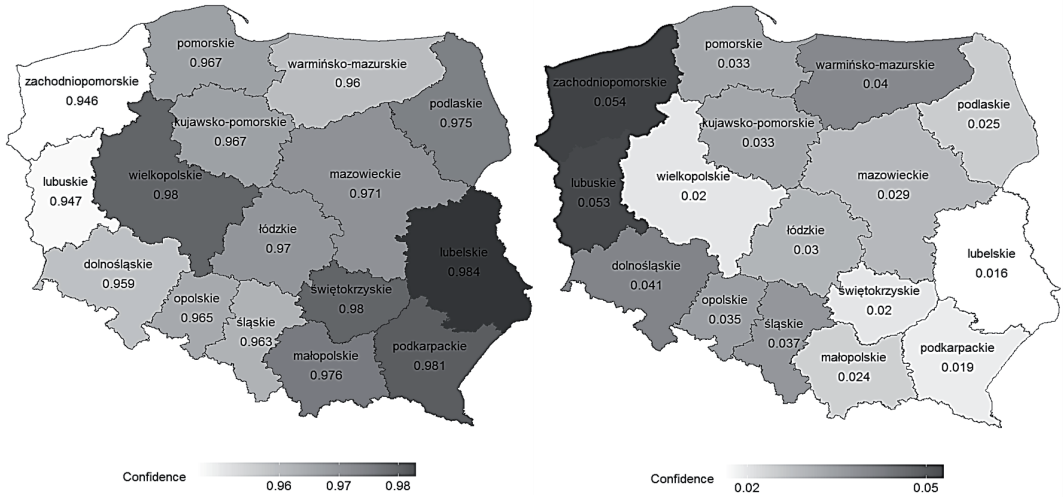 pomorskie
0.967
warmińsko-mazurskie
0.96
zachodniopomorskie
0.946
podlaskie
0.975
kujawsko-pomorskie
0.967
wielkopolskie
0.98
mazowieckie
0.971
lubuskie
0.947
łódzkie
0.97
lubelskie
0.984
dolnośląskie
0.959
świętokrzyskie
0.98
opolskie
0.965
śląskie
0.963
małopolskie
0.976
podkarpackie
0.981
Confidence
0.96 0.97 0.98
pomorskie
0.033
warmińsko-mazurskie
0.04
zachodniopomorskie
0.054
podlaskie
0.025
kujawsko-pomorskie
0.033
wielkopolskie
0.02
mazowieckie
0.029
lubuskie
0.053
łódzkie
0.03
lubelskie
0.016
dolnośląskie
0.041
świętokrzyskie
0.02
opolskie
0.035
śląskie
0.037
małopolskie
0.024
podkarpackie
0.019
Confidence
0.02 0.05